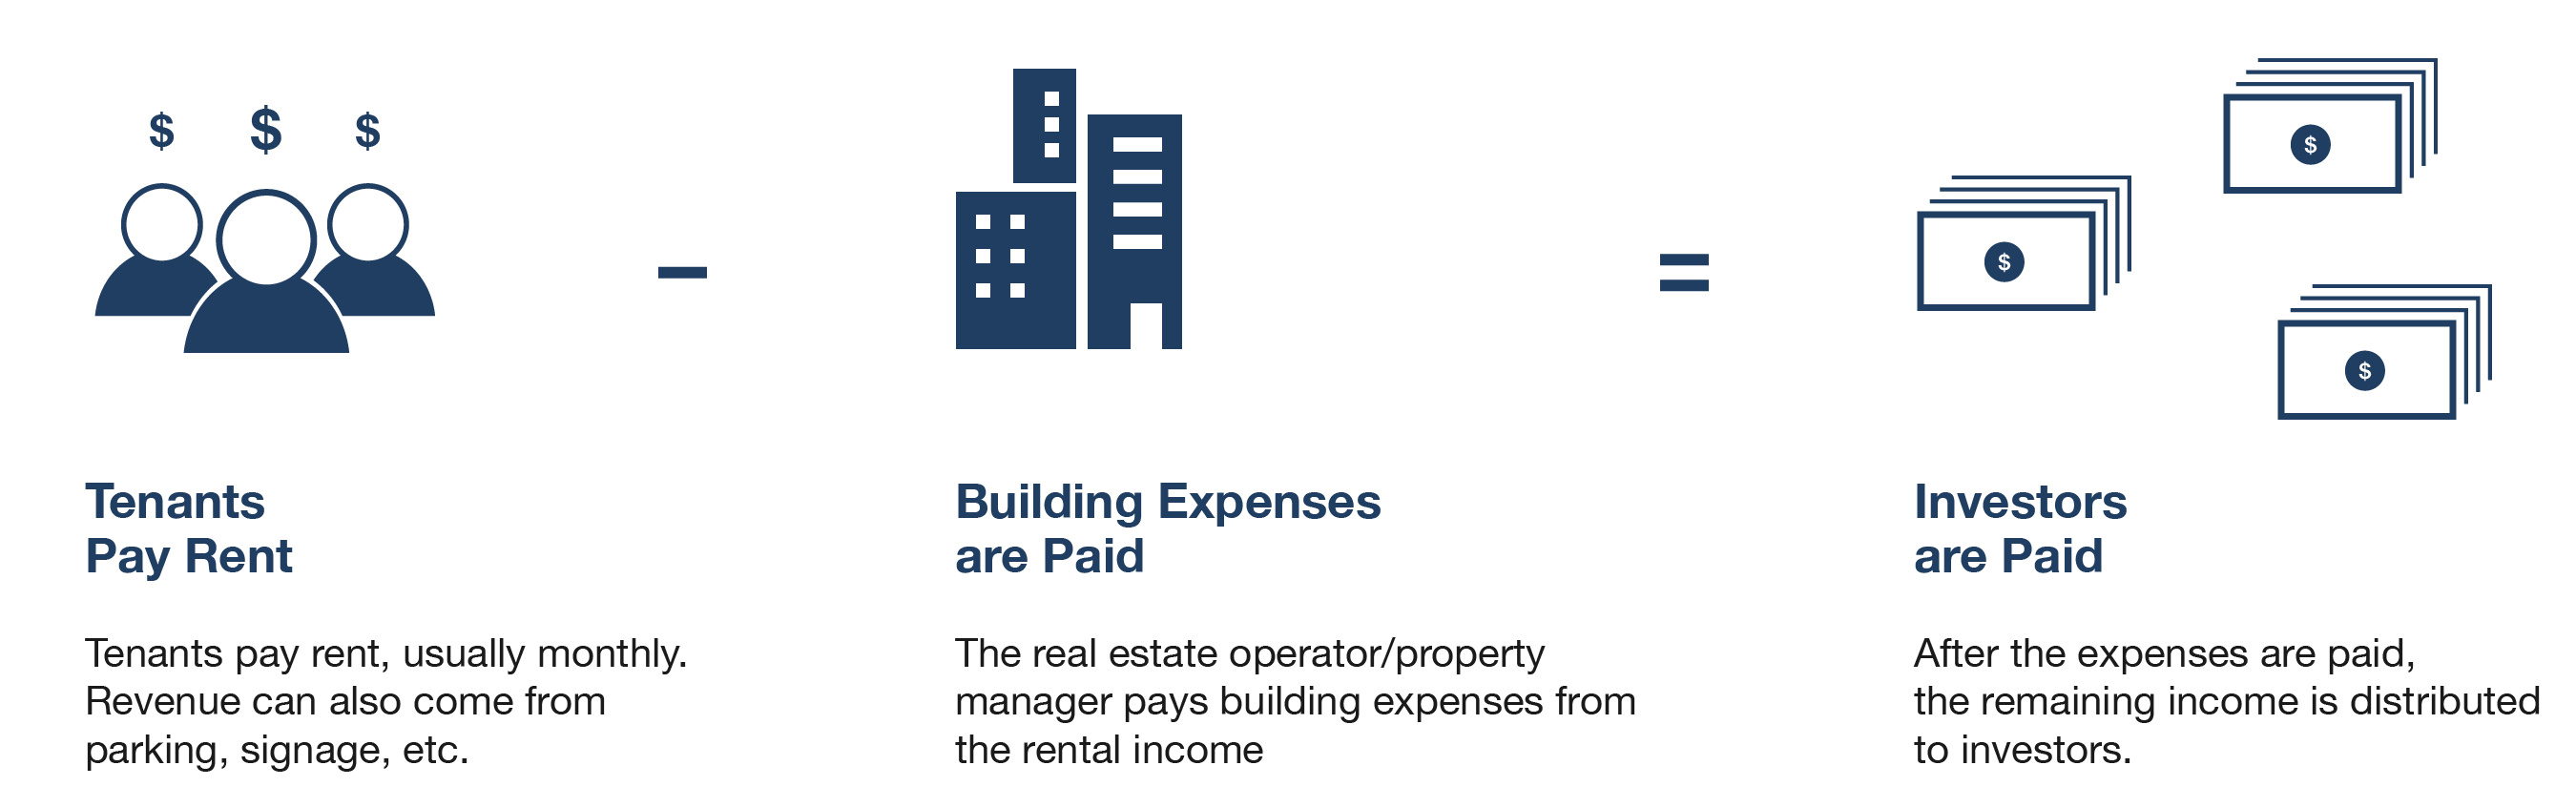 $ $ $
–
=
$
$
$
Tenants
Pay Rent
Tenants pay rent, usually monthly.
Revenue can also come from
parking, signage, etc.
Building Expenses
are Paid
The real estate operator/property
manager pays building expenses from
the rental income
Investors
are Paid
After the expenses are paid,
the remaining income is distributed
to investors.